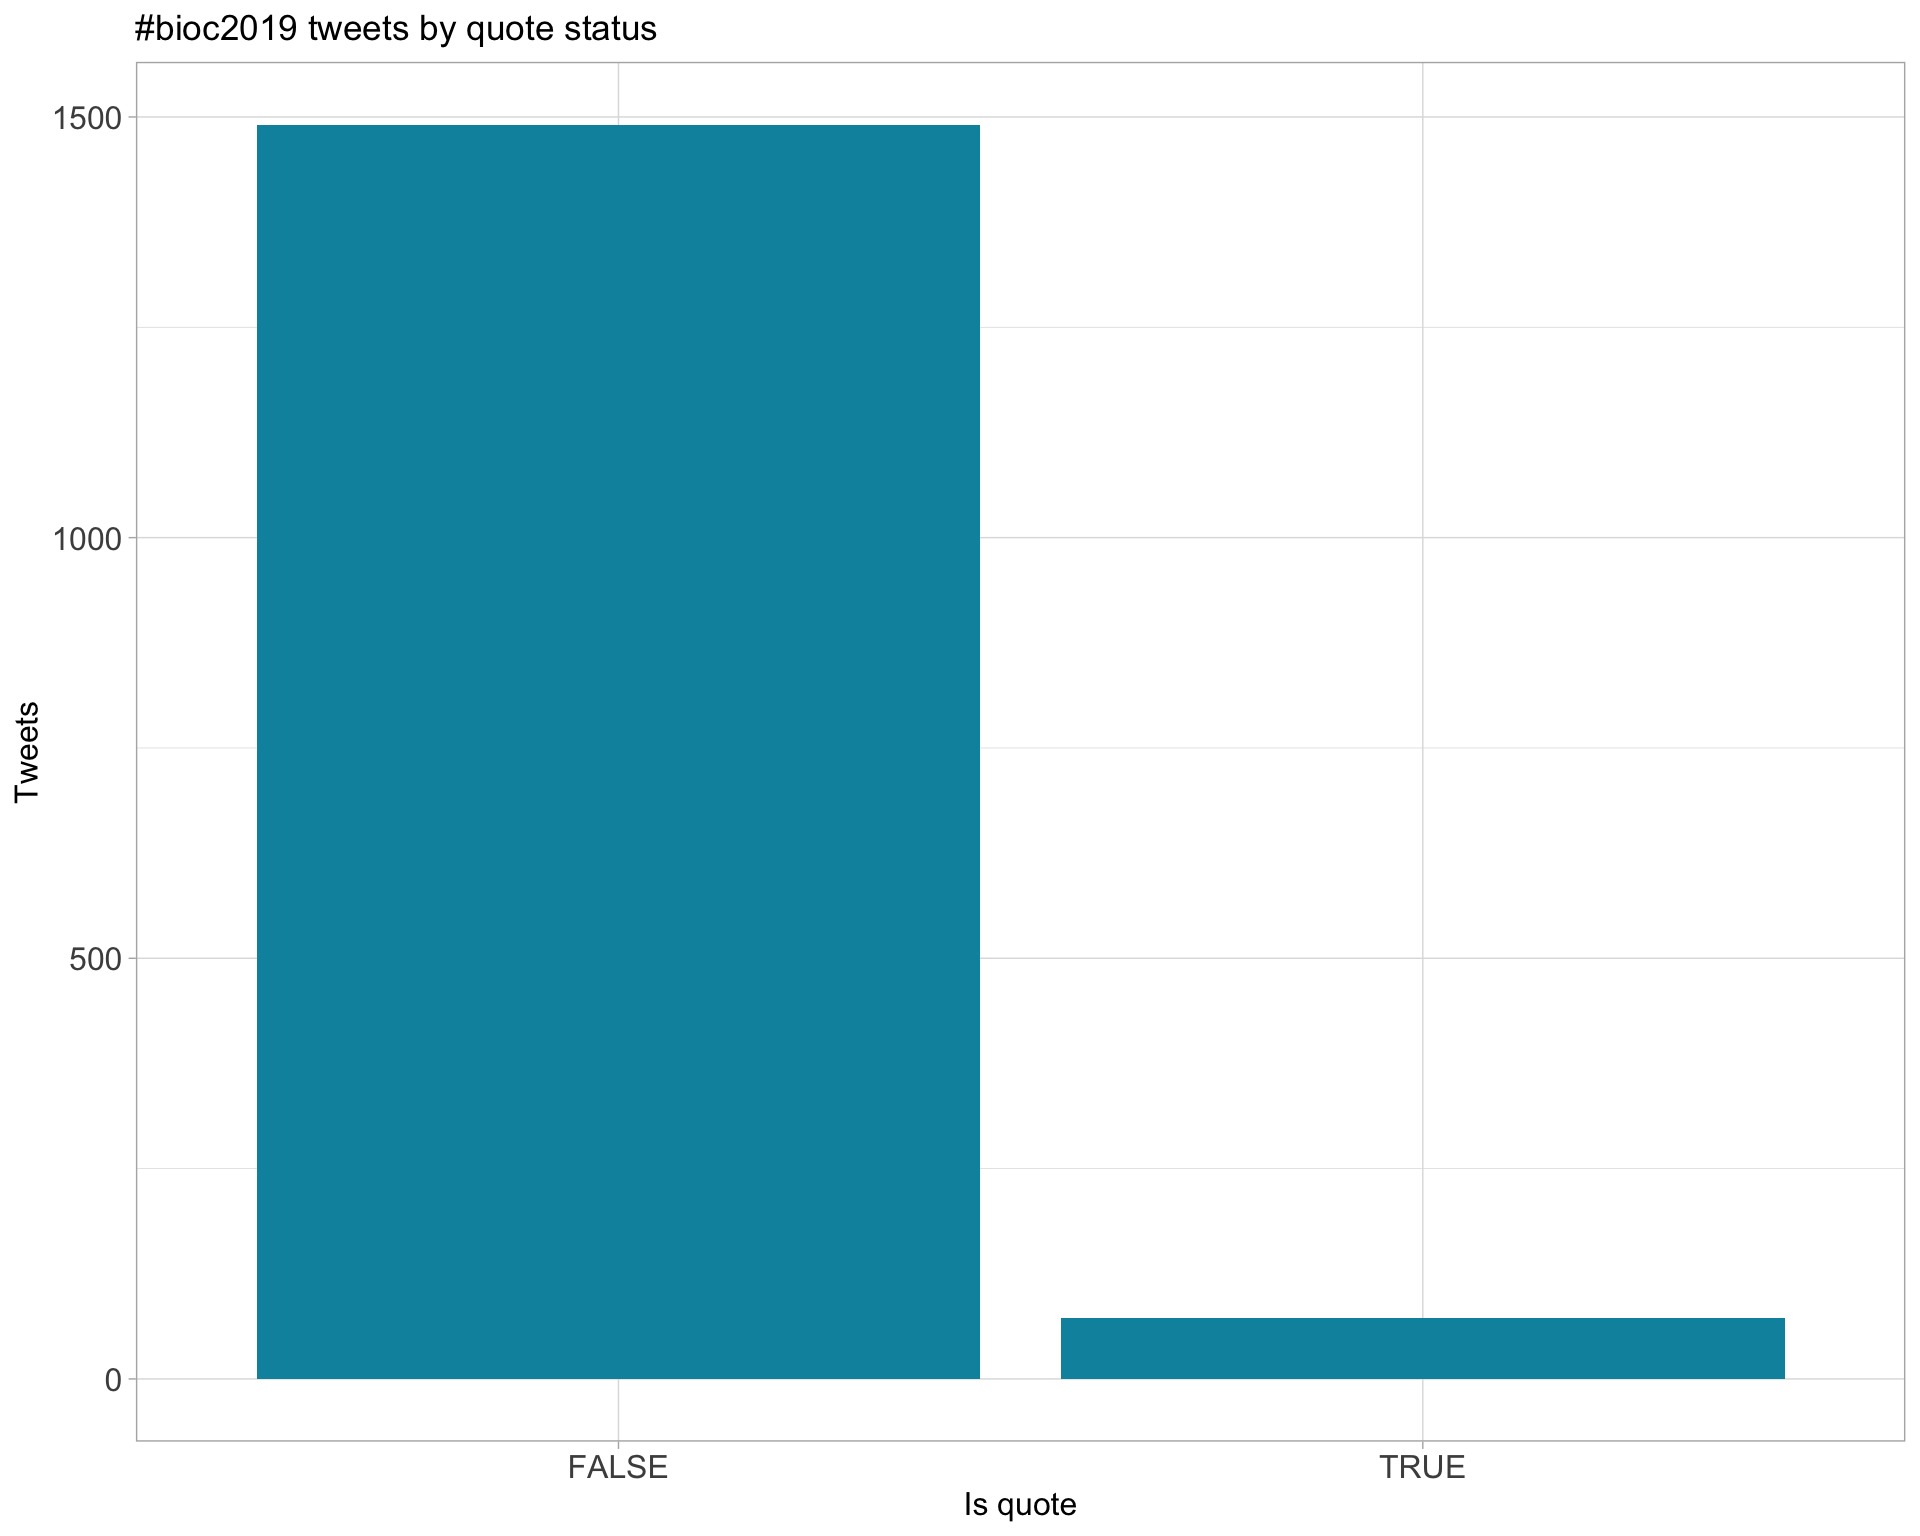 #bioc2019 tweets by quote status
1500
1000
500
0
Tweets
FALSE
TRUE
Is quote